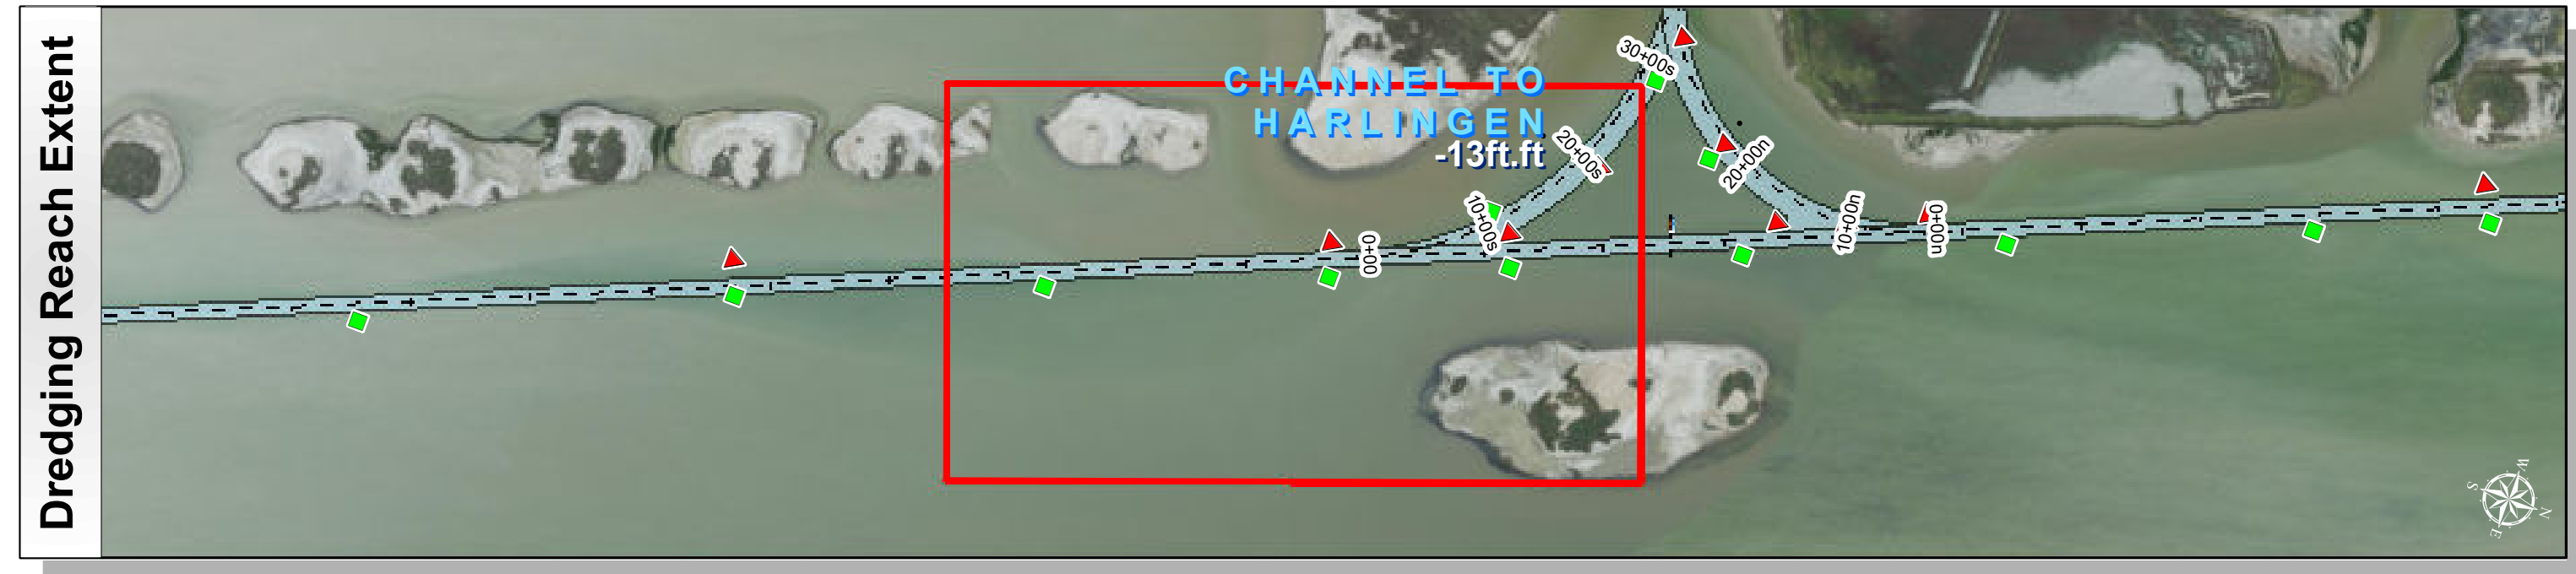 Dredging Reach Extent
CHANNEL TO
HARLINGEN
-13ft.ft
30+00s
20+00s
10+00s
0+00
20+00n
10+00n
0+00n
W
S
N
E